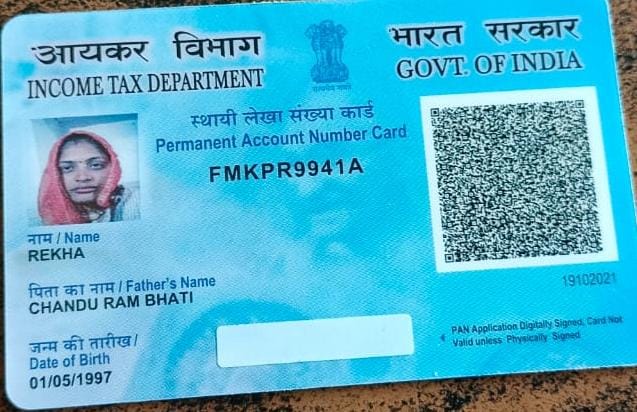 आयकर विभाग
INCOME TAX DEPARTMENT
भारत सरकार
GOVT. OF INDIA
स्थायी लेखा संख्या कार्ड
Permanent Account Number Card
FMKPR9941A
नाम / Name
REKHA
पिता का नाम / Father's Name
CHANDU RAM BHATI
जन्म की तारीख /
Date of Birth
01/05/1997
19102021
PAN Application Digitally Signed, Card Not
Valid unless Physically Signed